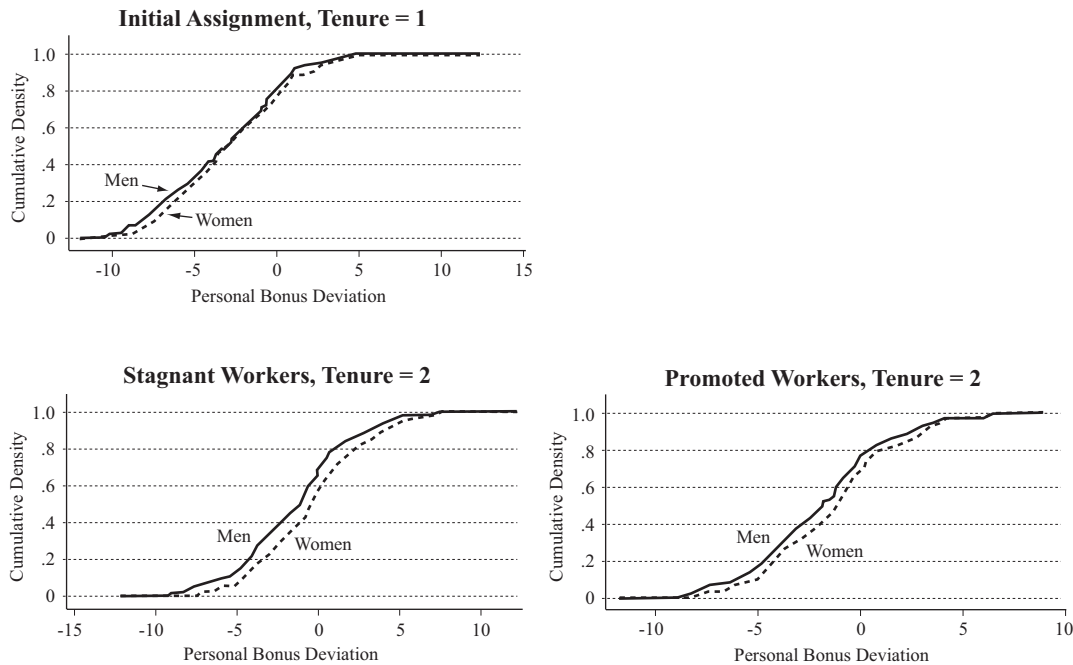 Initial Assignment, Tenure = 1
Cumulative Density
1.0
.8
.6
.4
.2
0
Men
Women
-10
-5
0
5
10
15
Personal Bonus Deviation
Stagnant Workers, Tenure = 2
Cumulative Density
1.0
.8
.6
.4
.2
0
Men
Women
-15
-10
-5
0
5
10
Personal Bonus Deviation
Promoted Workers, Tenure = 2
Cumulative Density
1.0
.8
.6
.4
.2
0
Men
Women
-10
-5
0
5
10
Personal Bonus Deviation